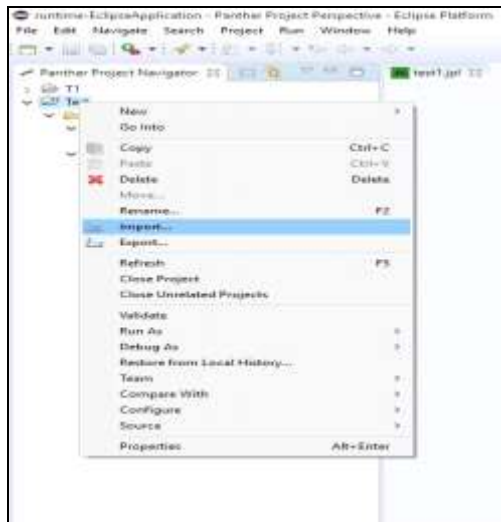 runtime-EclipseApplication - Panther Project Perspective - Eclipse Platform
File Edit Navigate Search Project Run Window Help
Panther Project Navigator
test1.jpl
T1
New
Go Into
Copy Ctrl+C
Paste Ctrl+V
Delete Delete
Move...
Rename... F2
Import...
Export...
Refresh F5
Close Project
Close Unrelated Projects
Validate
Run As
Debug As
Restore from Local History...
Team
Compare With
Configure
Source
Properties Alt+Enter